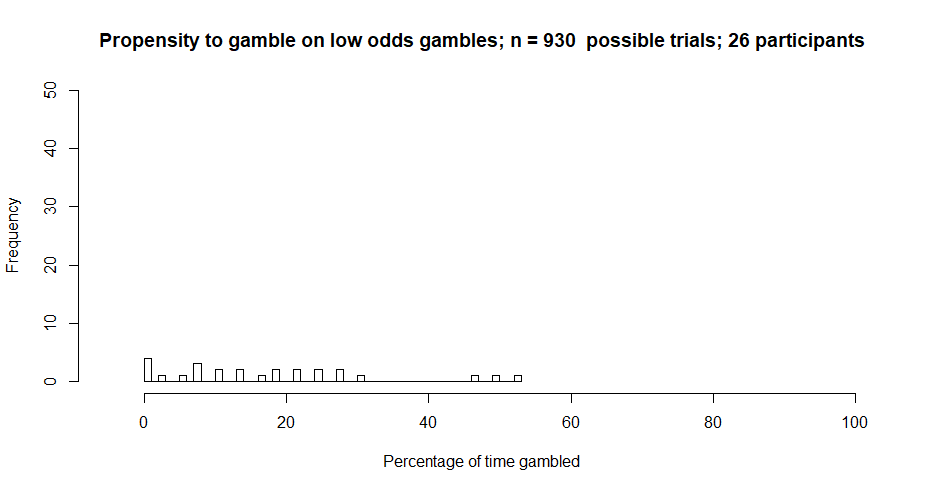 Propensity to gamble on low odds gambles; n = 930  possible trials; 26 participants
50
40
30
20
10
0
Frequency
0 20 40 60 80 100
Percentage of time gambled